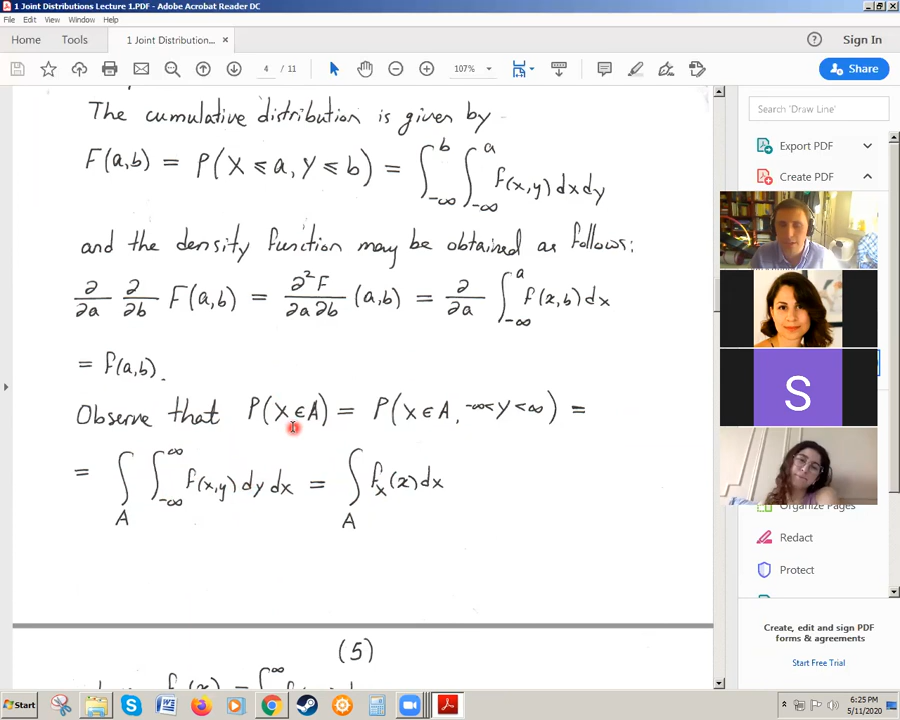 1 Joint Distributions Lecture 1.PDF - Adobe Acrobat Reader DC
File Edit View Window Help
Home Tools 1 Joint Distribution... × Sign In
4 / 11 107% Share
The cumulative distribution is given by
F(a,b) = P(X ≤ a, Y ≤ b) = ∫_{-∞}^{b} ∫_{-∞}^{a} f(x,y) dx dy
and the density function may be obtained as follows:
∂/∂a ∂/∂b F(a,b) = ∂²F/∂a∂b (a,b) = ∂/∂a ∫_{-∞}^{a} f(x,b) dx
= f(a,b).
Observe that P(X ∈ A) = P(X ∈ A, -∞< Y <∞) =
= ∫_A ∫_{-∞}^{∞} f(x,y) dy dx = ∫_A f_X(x) dx
(5)
Search 'Draw Line'
Export PDF
Create PDF
S
Organize Pages
Redact
Protect
Create, edit and sign PDF
forms & agreements
Start Free Trial
Start
6:25 PM
5/11/2020